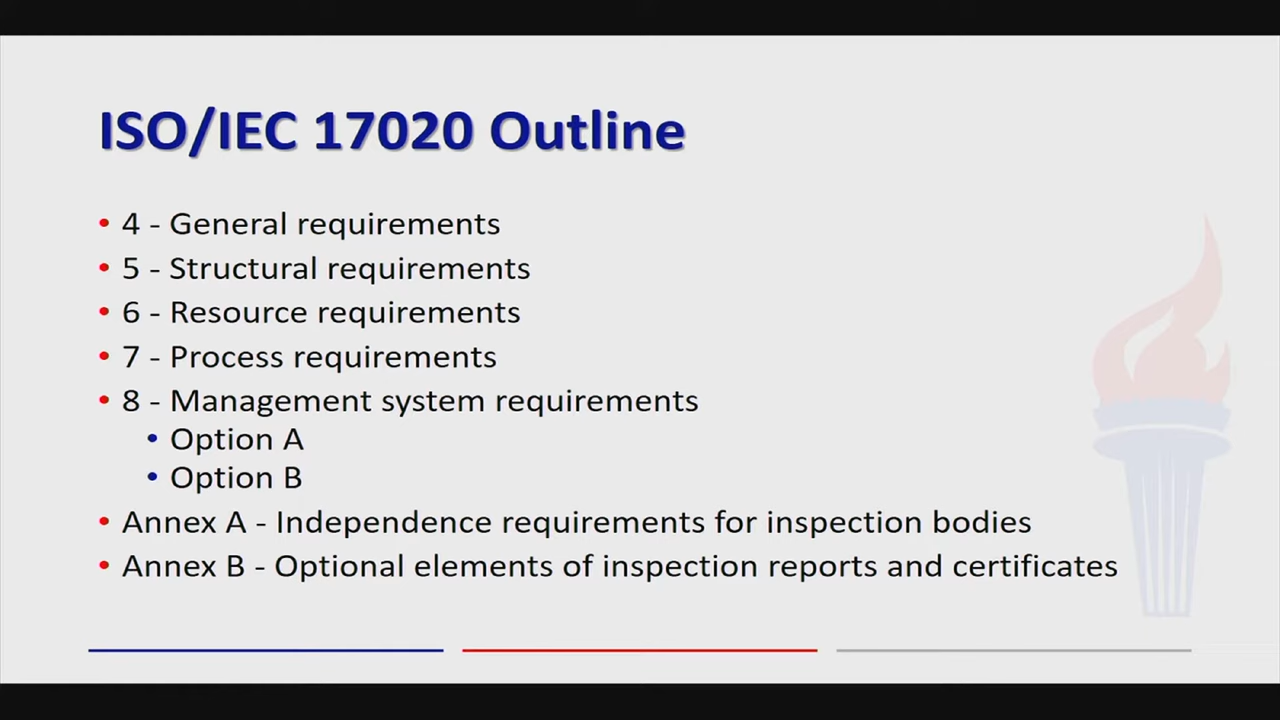 ISO/IEC 17020 Outline
• 4 - General requirements
• 5 - Structural requirements
• 6 - Resource requirements
• 7 - Process requirements
• 8 - Management system requirements
• Option A
• Option B
• Annex A - Independence requirements for inspection bodies
• Annex B - Optional elements of inspection reports and certificates